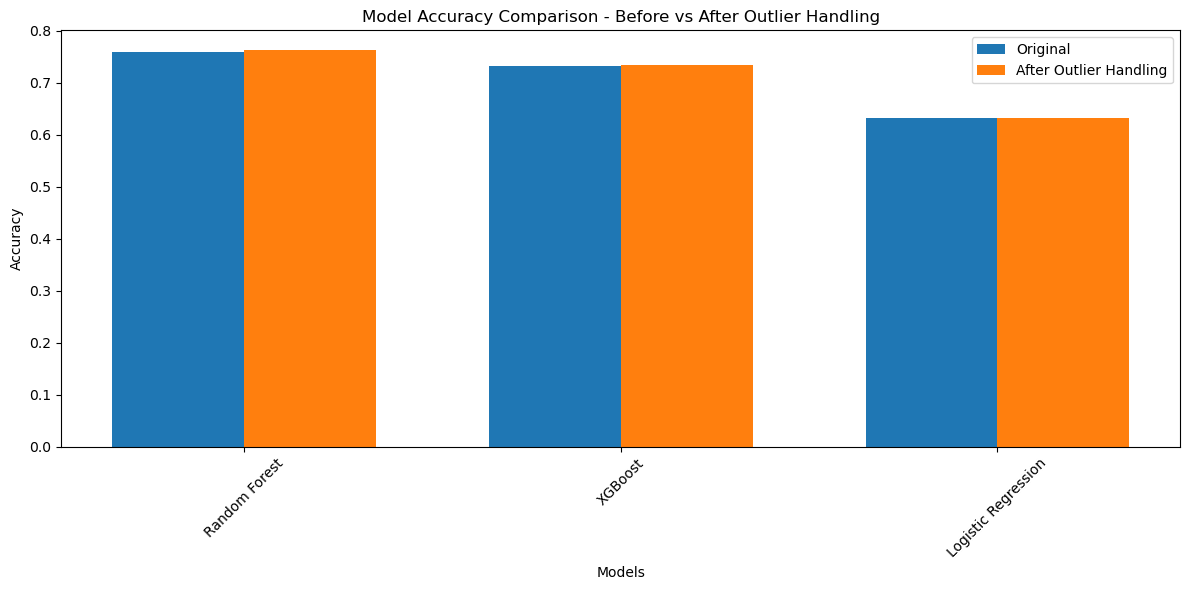 Model Accuracy Comparison - Before vs After Outlier Handling
Original
After Outlier Handling
Accuracy
0.8
0.7
0.6
0.5
0.4
0.3
0.2
0.1
0.0
Random Forest
XGBoost
Logistic Regression
Models